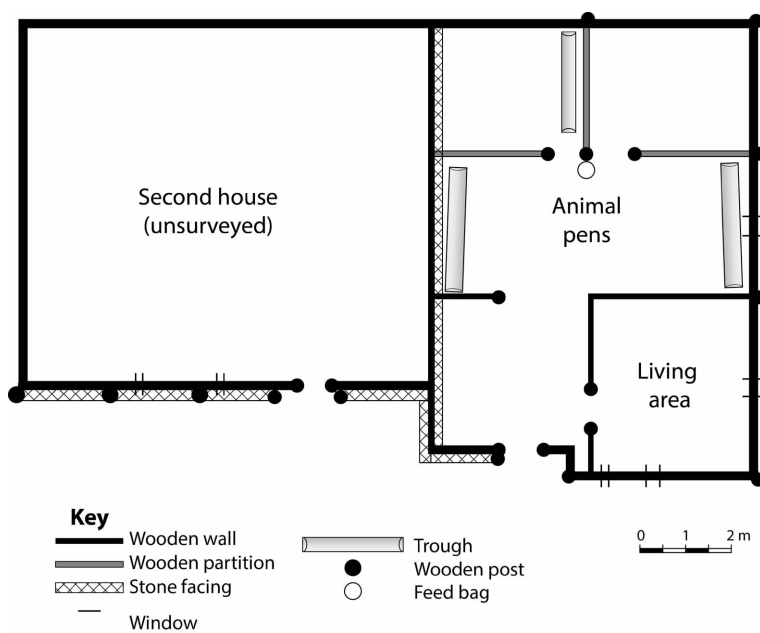 Second house
(unsurveyed)
Animal
pens
Living
area
Key
Wooden wall
Wooden partition
Stone facing
Window
Trough
Wooden post
Feed bag
0 1 2 m